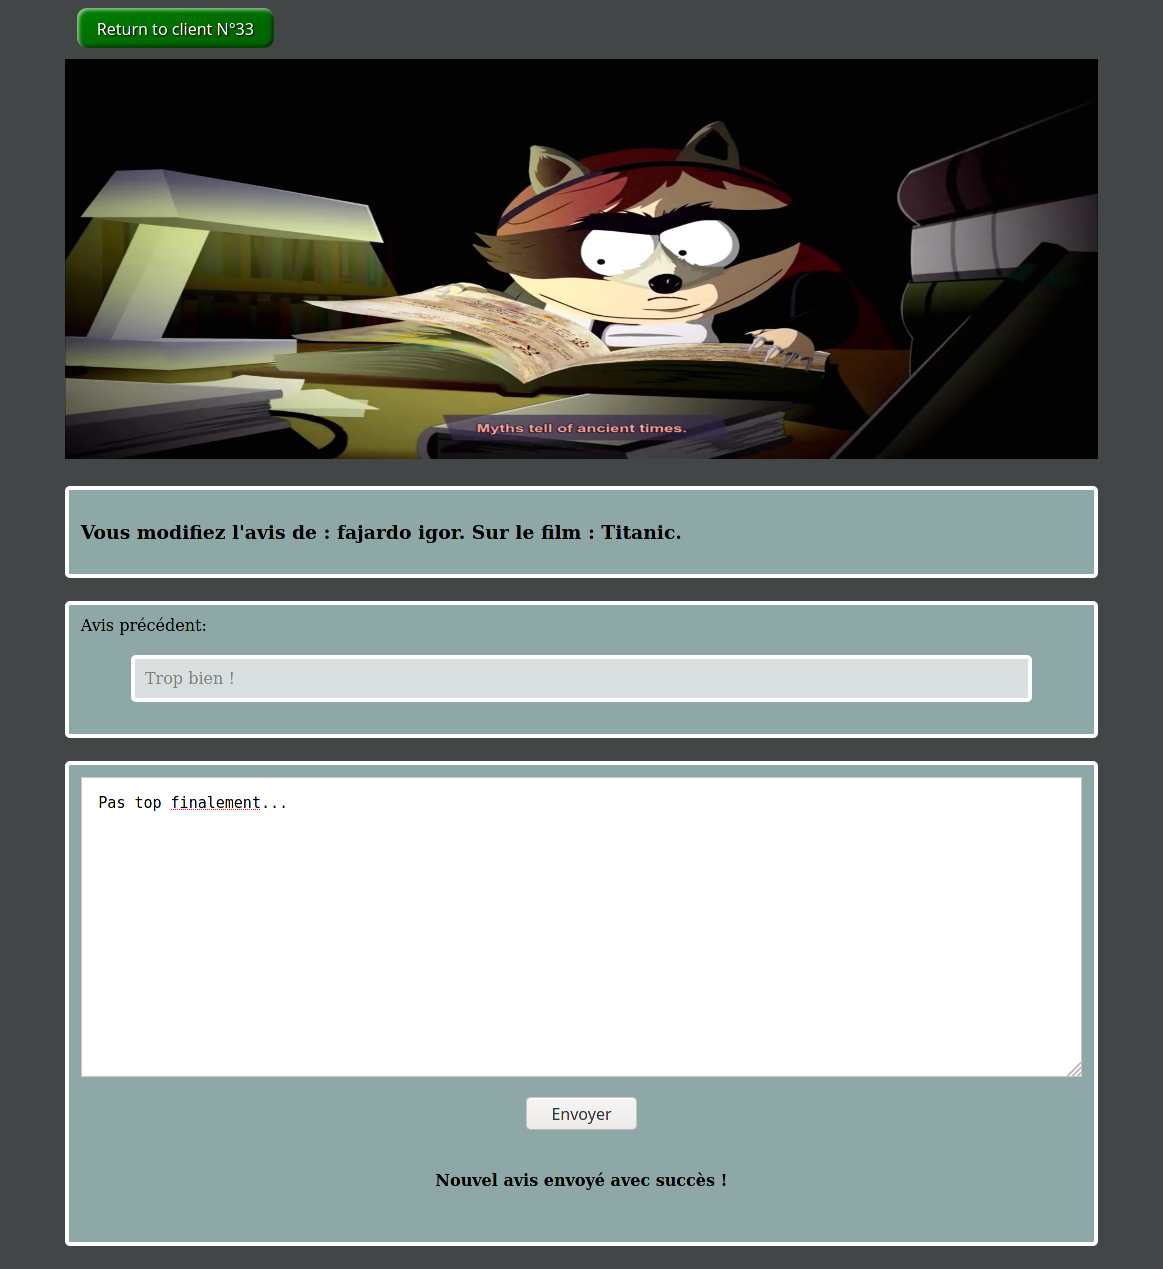 Return to client N°33
Myths tell of ancient times.
Vous modifiez l'avis de : fajardo igor. Sur le film : Titanic.
Avis précédent:
Trop bien !
Pas top finalement...
Envoyer
Nouvel avis envoyé avec succès !